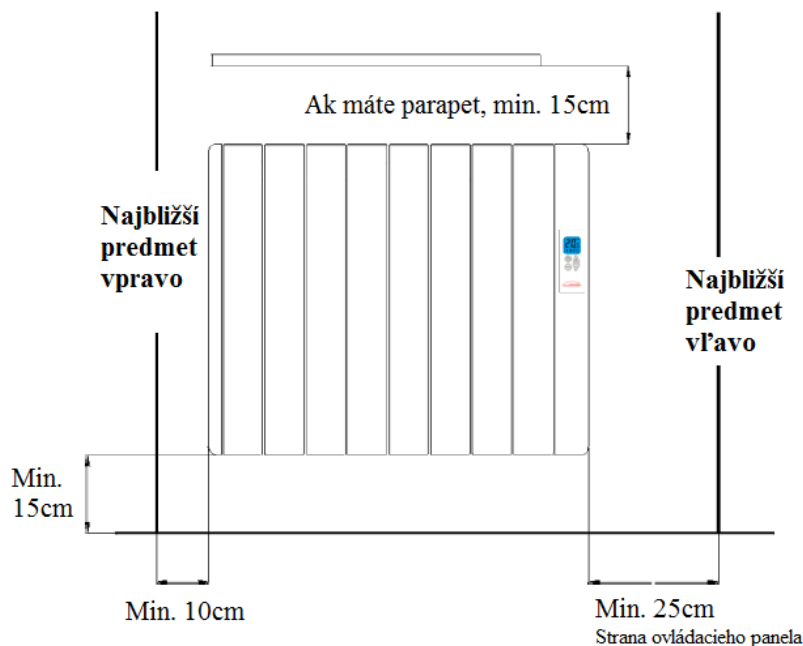 Ak máte parapet, min. 15cm
Najbližší
predmet
vpravo
Najbližší
predmet
vľavo
Min.
15cm
Min. 10cm
Min. 25cm
Strana ovládacieho panela